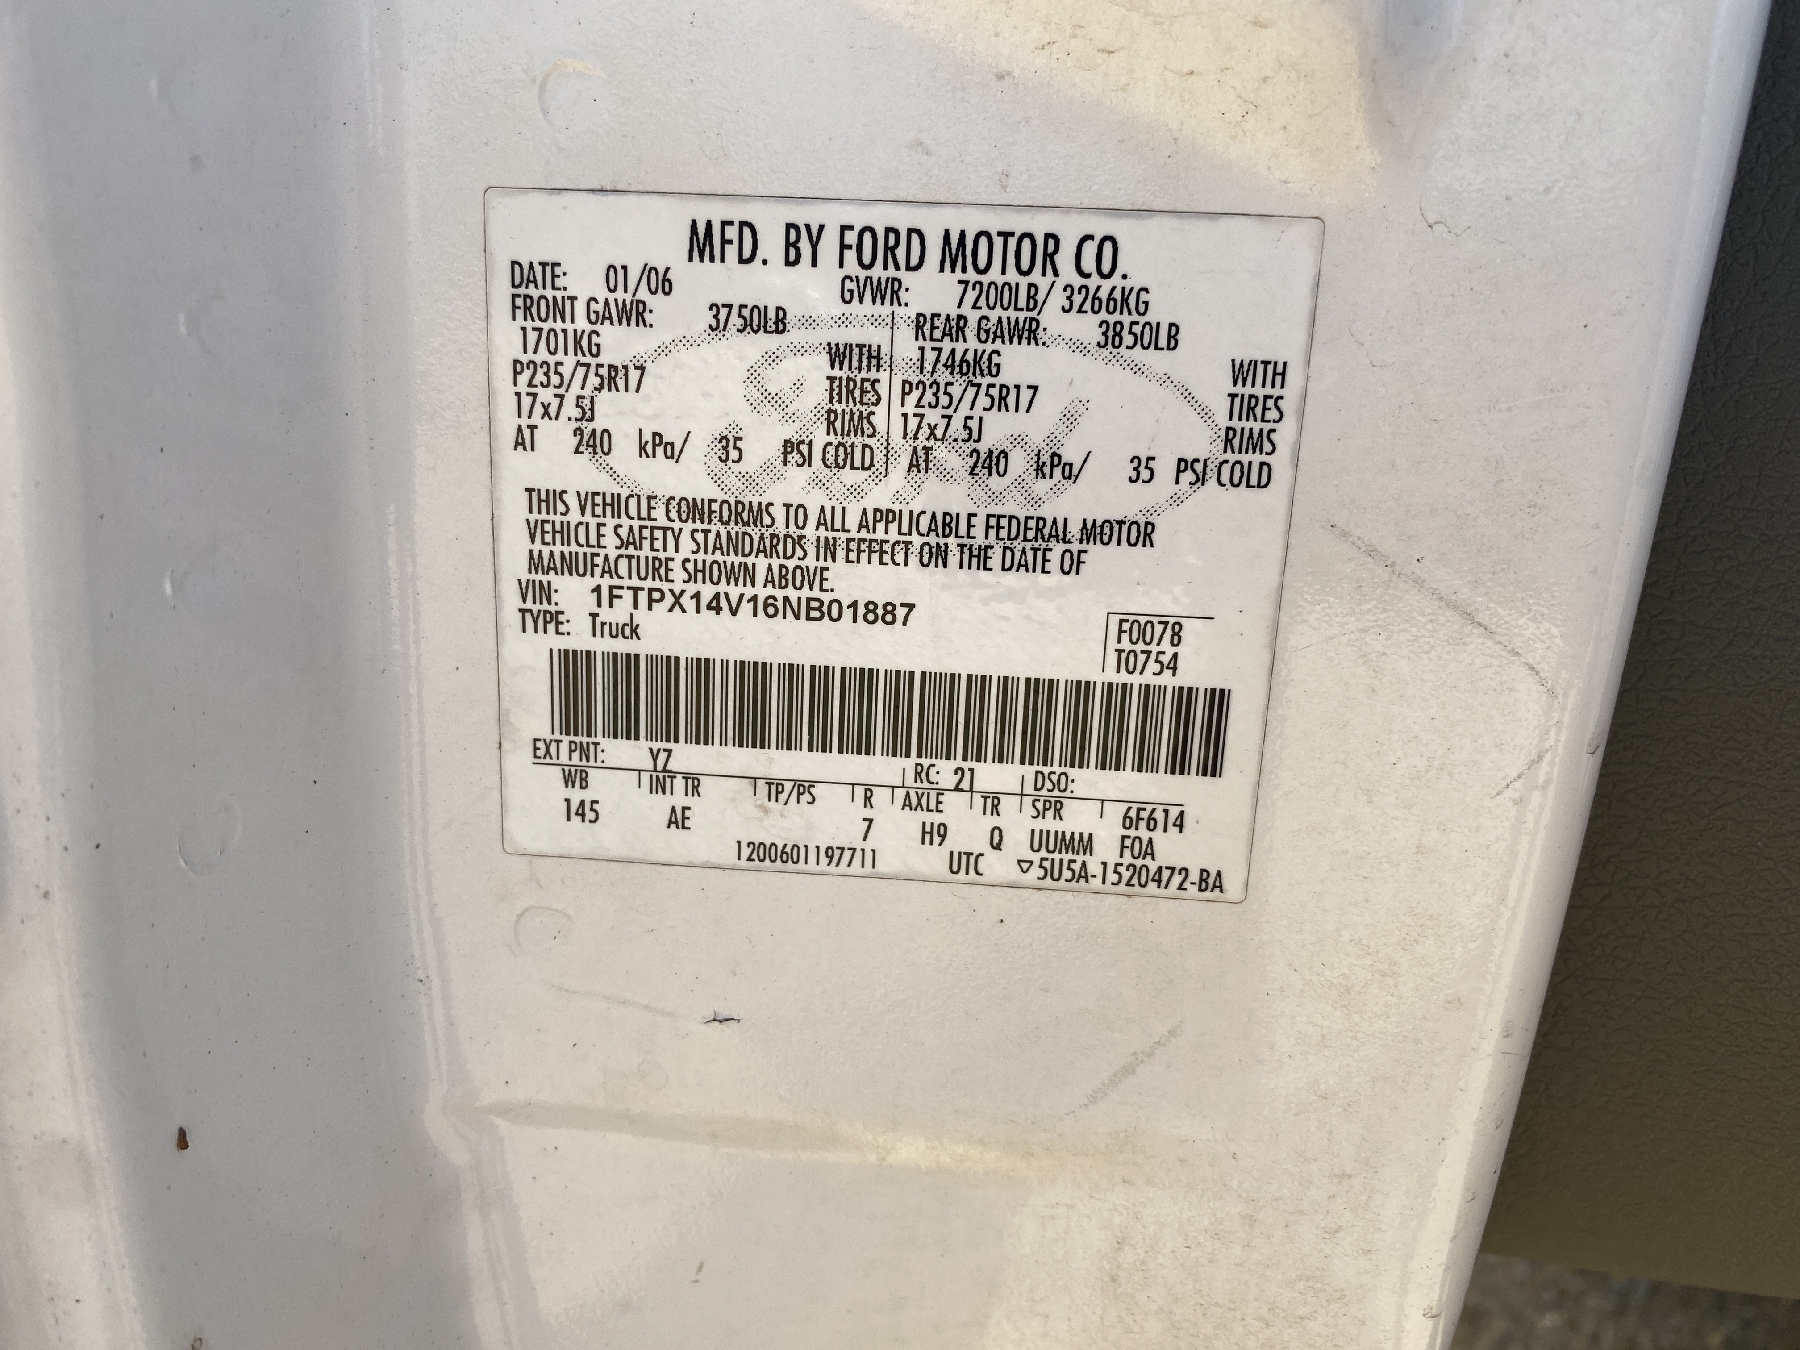 MFD. BY FORD MOTOR CO.
DATE: 01/06 GVWR: 7200LB/ 3266KG
FRONT GAWR: 3750LB REAR GAWR: 3850LB
1701KG WITH 1746KG WITH
P235/75R17 TIRES P235/75R17 TIRES
17x7.5J RIMS 17x7.5J RIMS
AT 240 kPa/ 35 PSI COLD AT 240 kPa/ 35 PSI COLD
Ford
THIS VEHICLE CONFORMS TO ALL APPLICABLE FEDERAL MOTOR
VEHICLE SAFETY STANDARDS IN EFFECT ON THE DATE OF
MANUFACTURE SHOWN ABOVE.
VIN: 1FTPX14V16NB01887
TYPE: Truck
F0078
T0754
EXT PNT: YZ RC: 21 DSO:
WB INT TR TP/PS R AXLE TR SPR 6F614
145 AE 7 H9 Q UUMM FOA
1200601197711 UTC ▽5U5A-1520472-BA